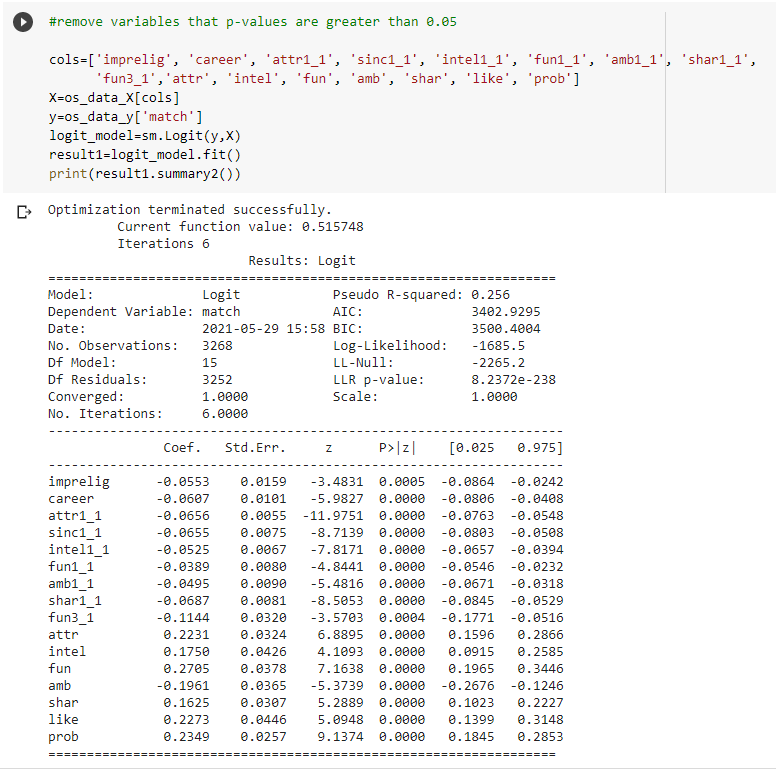 #remove variables that p-values are greater than 0.05
cols=['imprelig', 'career', 'attr1_1', 'sinc1_1', 'intel1_1', 'fun1_1', 'amb1_1', 'shar1_1',
'fun3_1','attr', 'intel', 'fun', 'amb', 'shar', 'like', 'prob']
X=os_data_X[cols]
y=os_data_y['match']
logit_model=sm.Logit(y,X)
result1=logit_model.fit()
print(result1.summary2())
Optimization terminated successfully.
Current function value: 0.515748
Iterations 6
Results: Logit
=================================================================
Model: Logit Pseudo R-squared: 0.256
Dependent Variable: match AIC: 3402.9295
Date: 2021-05-29 15:58 BIC: 3500.4004
No. Observations: 3268 Log-Likelihood: -1685.5
Df Model: 15 LL-Null: -2265.2
Df Residuals: 3252 LLR p-value: 8.2372e-238
Converged: 1.0000 Scale: 1.0000
No. Iterations: 6.0000
------------------------------------------------------------------
Coef. Std.Err. z P>|z| [0.025 0.975]
------------------------------------------------------------------
imprelig -0.0553 0.0159 -3.4831 0.0005 -0.0864 -0.0242
career -0.0607 0.0101 -5.9827 0.0000 -0.0806 -0.0408
attr1_1 -0.0656 0.0055 -11.9751 0.0000 -0.0763 -0.0548
sinc1_1 -0.0655 0.0075 -8.7139 0.0000 -0.0803 -0.0508
intel1_1 -0.0525 0.0067 -7.8171 0.0000 -0.0657 -0.0394
fun1_1 -0.0389 0.0080 -4.8441 0.0000 -0.0546 -0.0232
amb1_1 -0.0495 0.0090 -5.4816 0.0000 -0.0671 -0.0318
shar1_1 -0.0687 0.0081 -8.5053 0.0000 -0.0845 -0.0529
fun3_1 -0.1144 0.0320 -3.5703 0.0004 -0.1771 -0.0516
attr 0.2231 0.0324 6.8895 0.0000 0.1596 0.2866
intel 0.1750 0.0426 4.1093 0.0000 0.0915 0.2585
fun 0.2705 0.0378 7.1638 0.0000 0.1965 0.3446
amb -0.1961 0.0365 -5.3739 0.0000 -0.2676 -0.1246
shar 0.1625 0.0307 5.2889 0.0000 0.1023 0.2227
like 0.2273 0.0446 5.0948 0.0000 0.1399 0.3148
prob 0.2349 0.0257 9.1374 0.0000 0.1845 0.2853
=================================================================